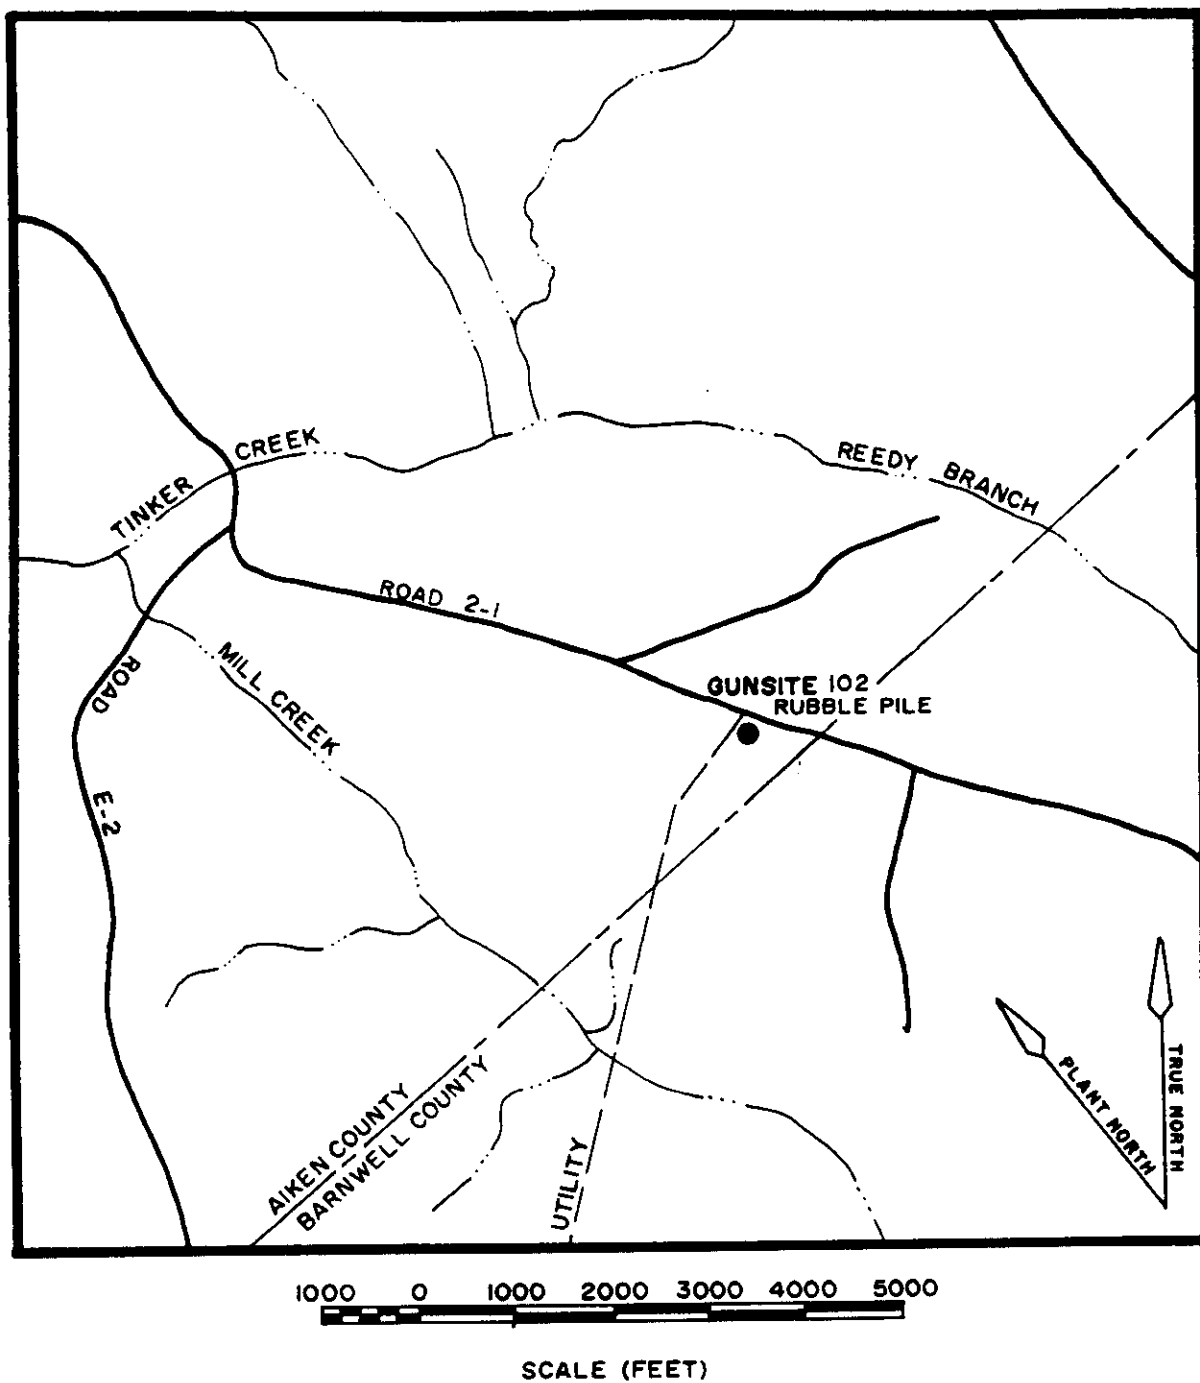 CREEK
TINKER
REEDY BRANCH
ROAD 2-1
ROAD
MILL CREEK
GUNSITE 102
RUBBLE PILE
E-2
AIKEN COUNTY
BARNWELL COUNTY
UTILITY
PLANT NORTH
TRUE NORTH
1000 0 1000 2000 3000 4000 5000
SCALE (FEET)